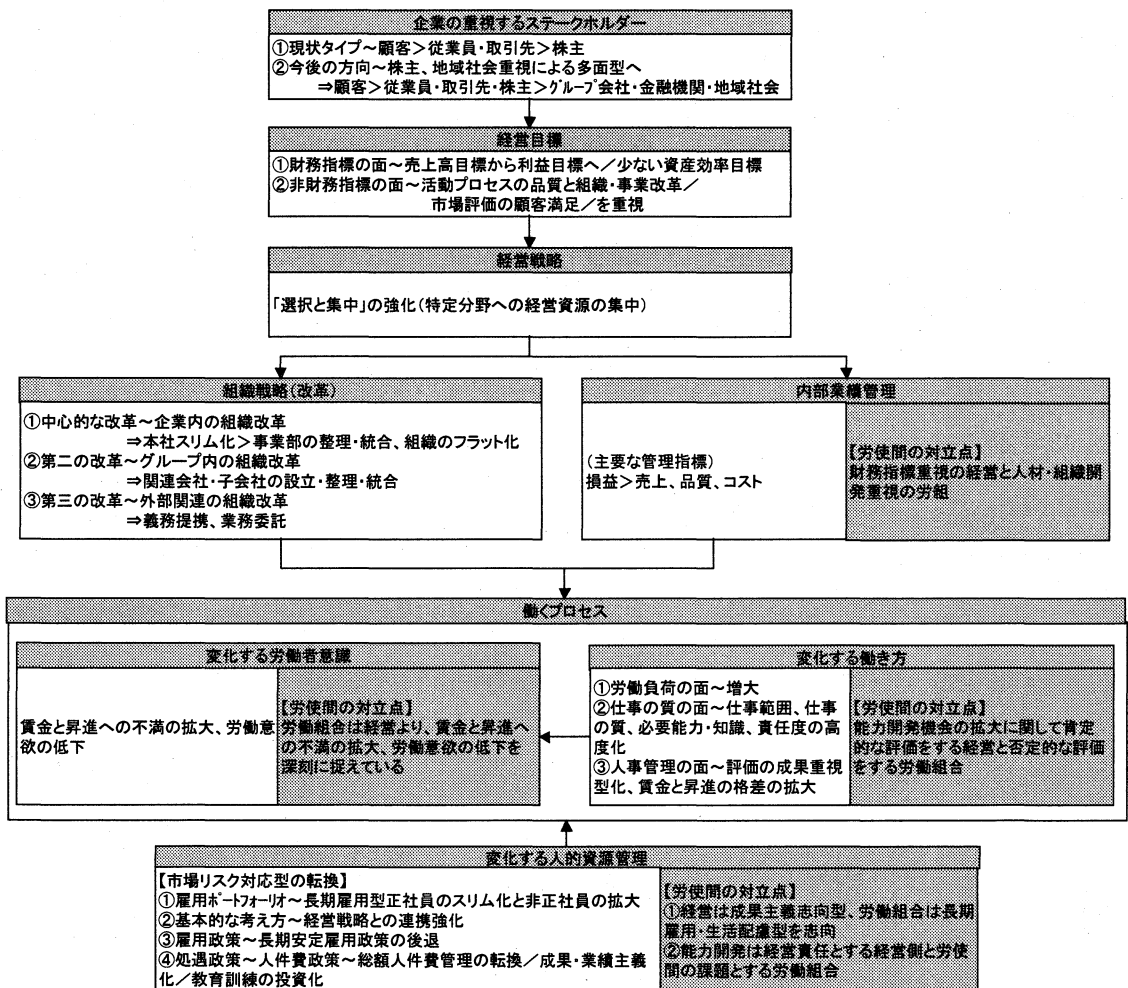 企業の重視するステークホルダー
①現状タイプ～顧客＞従業員・取引先＞株主
②今後の方向～株主、地域社会重視による多面型へ
⇒顧客＞従業員・取引先・株主＞グループ会社・金融機関・地域社会
経営目標
①財務指標の面～売上高目標から利益目標へ／少ない資産効率目標
②非財務指標の面～活動プロセスの品質と組織・事業改革／
市場評価の顧客満足／を重視
経営戦略
「選択と集中」の強化（特定分野への経営資源の集中）
組織戦略（改革）
①中心的な改革～企業内の組織改革
⇒本社スリム化＞事業部の整理・統合、組織のフラット化
②第二の改革～グループ内の組織改革
⇒関連会社・子会社の設立・整理・統合
③第三の改革～外部関連の組織改革
⇒義務提携、業務委託
内部業績管理
（主要な管理指標）
損益＞売上、品質、コスト
【労使間の対立点】
財務指標重視の経営と人材・組織開
発重視の労組
働くプロセス
変化する労働者意識
賃金と昇進への不満の拡大、労働意
欲の低下
【労使間の対立点】
労働組合は経営より、賃金と昇進へ
の不満の拡大、労働意欲の低下を
深刻に捉えている
変化する働き方
①労働負荷の面～増大
②仕事の質の面～仕事範囲、仕事
の質、必要能力・知識、責任度の高
度化
③人事管理の面～評価の成果重視
型化、賃金と昇進の格差の拡大
【労使間の対立点】
能力開発機会の拡大に関して肯定
的な評価をする経営と否定的な評価
をする労働組合
変化する人的資源管理
【市場リスク対応型の転換】
①雇用ポートフォーリオ～長期雇用型正社員のスリム化と非正社員の拡大
②基本的な考え方～経営戦略との連携強化
③雇用政策～長期安定雇用政策の後退
④処遇政策～人件費政策～総額人件費管理の転換／成果・業績主義
化／教育訓練の投資化
【労使間の対立点】
①経営は成果主義志向型、労働組合は長期
雇用・生活配慮型を志向
②能力開発は経営責任とする経営側と労使
間の課題とする労働組合